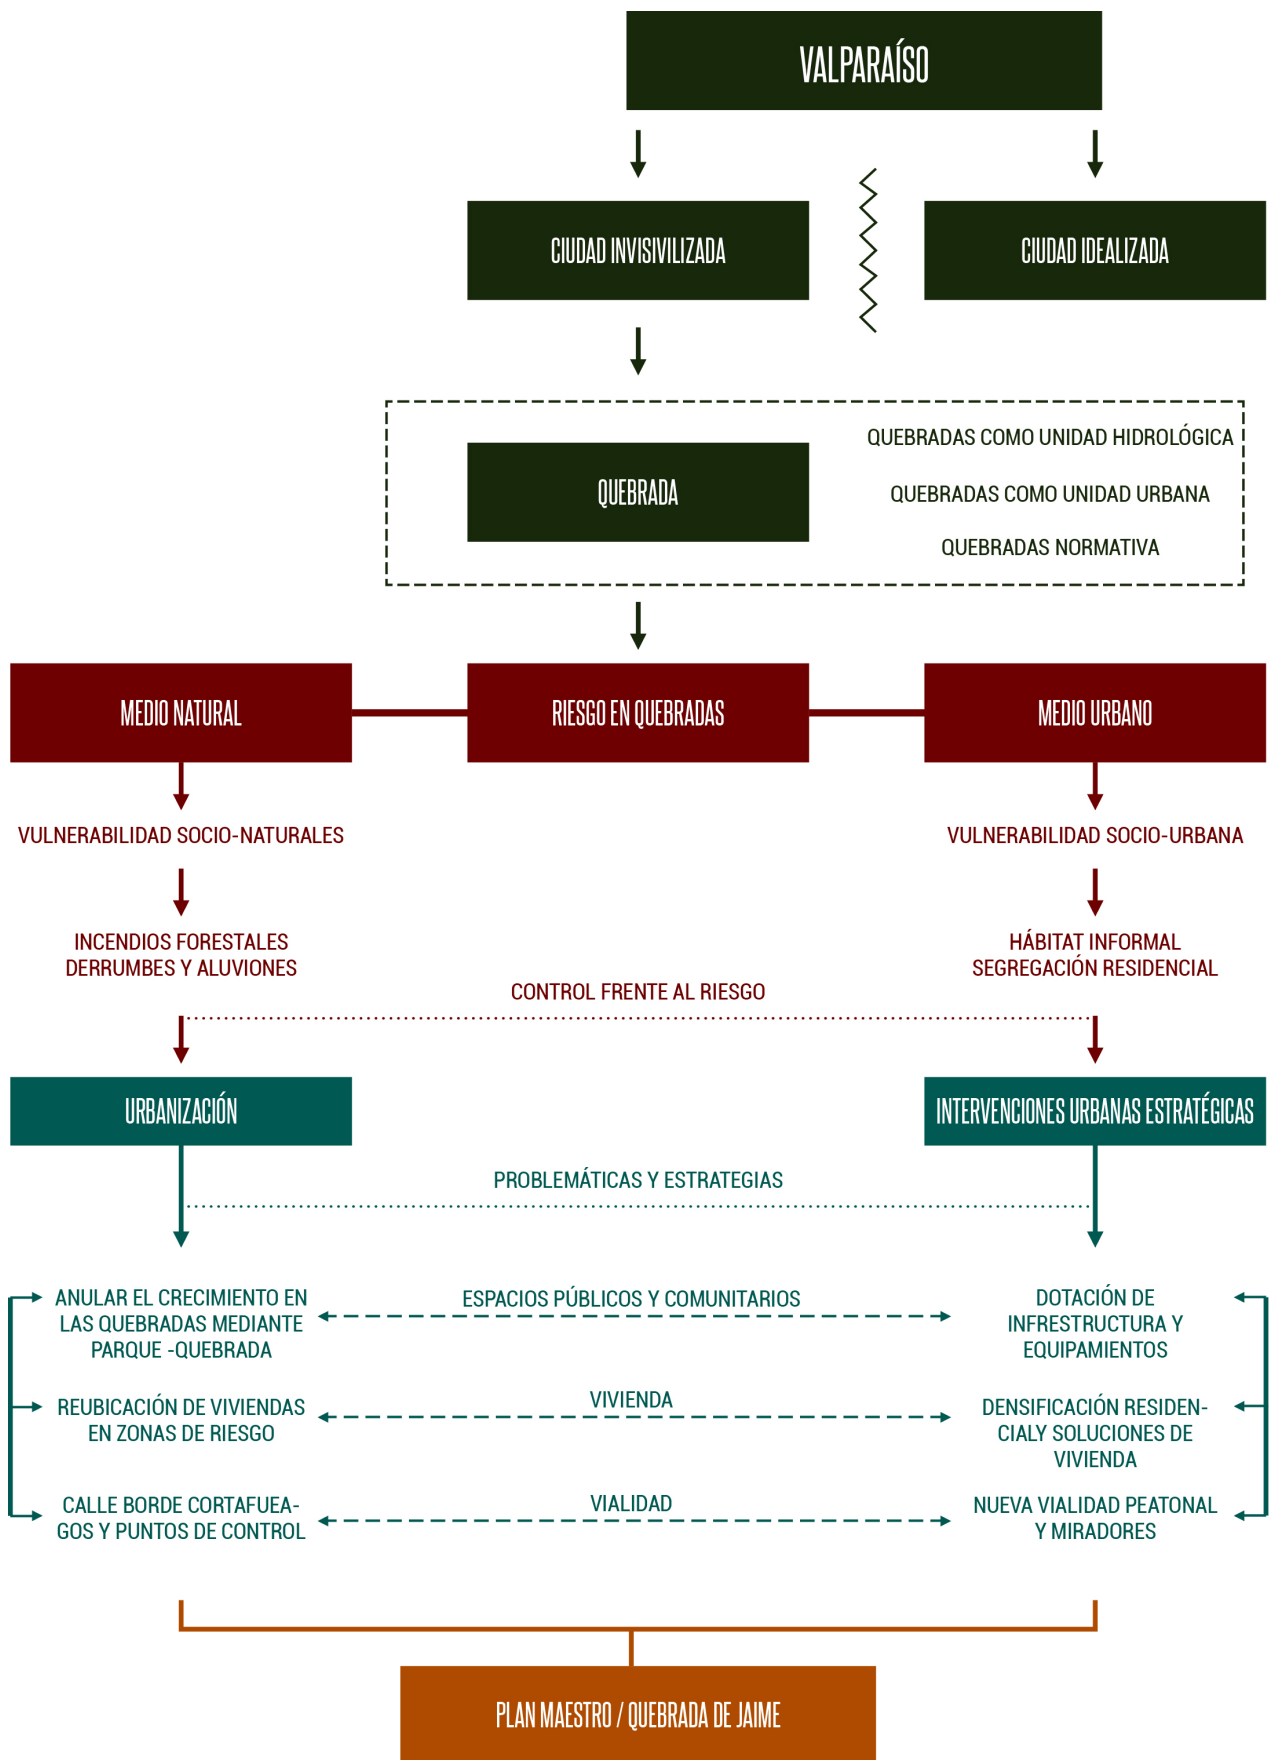 VALPARAÍSO
CIUDAD INVISIVILIZADA
CIUDAD IDEALIZADA
QUEBRADA
QUEBRADAS COMO UNIDAD HIDROLÓGICA
QUEBRADAS COMO UNIDAD URBANA
QUEBRADAS NORMATIVA
MEDIO NATURAL
RIESGO EN QUEBRADAS
MEDIO URBANO
VULNERABILIDAD SOCIO-NATURALES
VULNERABILIDAD SOCIO-URBANA
INCENDIOS FORESTALES
DERRUMBES Y ALUVIONES
HÁBITAT INFORMAL
SEGREGACIÓN RESIDENCIAL
CONTROL FRENTE AL RIESGO
URBANIZACIÓN
INTERVENCIONES URBANAS ESTRATÉGICAS
PROBLEMÁTICAS Y ESTRATEGIAS
ANULAR EL CRECIMIENTO EN
LAS QUEBRADAS MEDIANTE
PARQUE -QUEBRADA
ESPACIOS PÚBLICOS Y COMUNITARIOS
DOTACIÓN DE
INFRESTRUCTURA Y
EQUIPAMIENTOS
REUBICACIÓN DE VIVIENDAS
EN ZONAS DE RIESGO
VIVIENDA
DENSIFICACIÓN RESIDEN-
CIALY SOLUCIONES DE
VIVIENDA
CALLE BORDE CORTAFUEA-
GOS Y PUNTOS DE CONTROL
VIALIDAD
NUEVA VIALIDAD PEATONAL
Y MIRADORES
PLAN MAESTRO / QUEBRADA DE JAIME